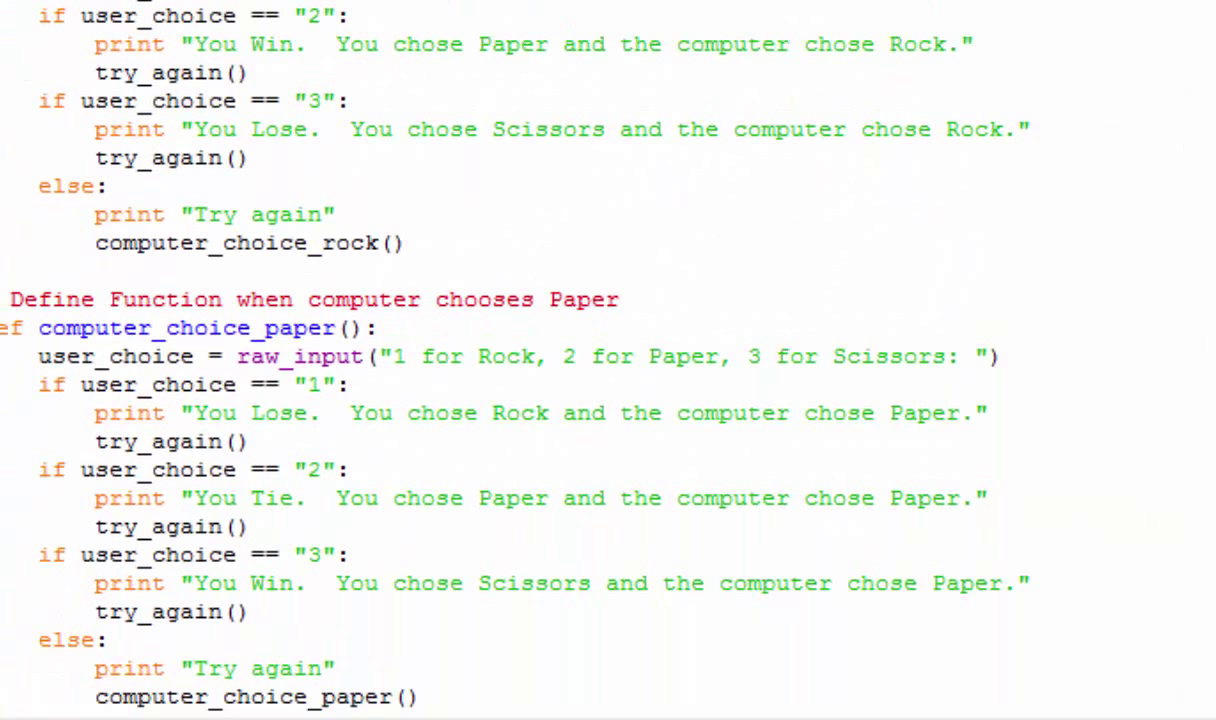 if user_choice == "2":
print "You Win.  You chose Paper and the computer chose Rock."
try_again()
if user_choice == "3":
print "You Lose.  You chose Scissors and the computer chose Rock."
try_again()
else:
print "Try again"
computer_choice_rock()
Define Function when computer chooses Paper
ef computer_choice_paper():
user_choice = raw_input("1 for Rock, 2 for Paper, 3 for Scissors: ")
if user_choice == "1":
print "You Lose.  You chose Rock and the computer chose Paper."
try_again()
if user_choice == "2":
print "You Tie.  You chose Paper and the computer chose Paper."
try_again()
if user_choice == "3":
print "You Win.  You chose Scissors and the computer chose Paper."
try_again()
else:
print "Try again"
computer_choice_paper()